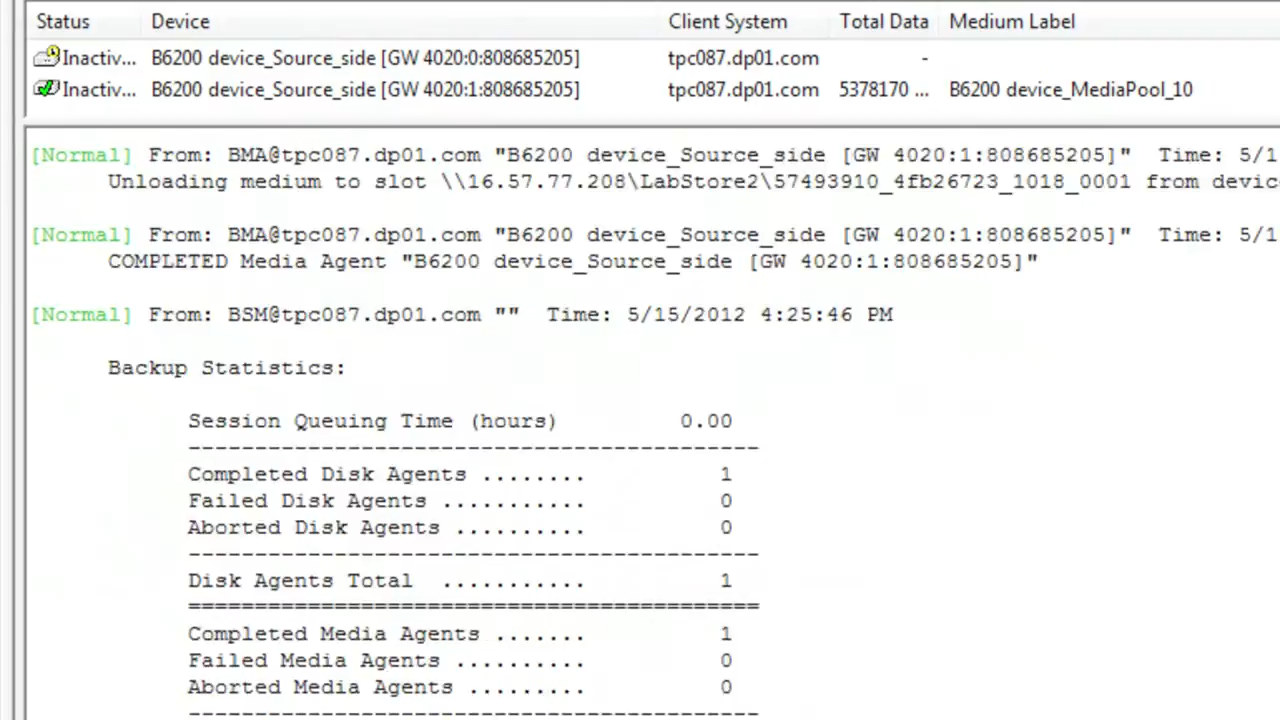 Status Device Client System Total Data Medium Label
Inactiv... B6200 device_Source_side [GW 4020:0:808685205] tpc087.dp01.com -
Inactiv... B6200 device_Source_side [GW 4020:1:808685205] tpc087.dp01.com 5378170 ... B6200 device_MediaPool_10
[Normal] From: BMA@tpc087.dp01.com "B6200 device_Source_side [GW 4020:1:808685205]" Time: 5/1
Unloading medium to slot \\16.57.77.208\LabStore2\57493910_4fb26723_1018_0001 from devic
[Normal] From: BMA@tpc087.dp01.com "B6200 device_Source_side [GW 4020:1:808685205]" Time: 5/1
COMPLETED Media Agent "B6200 device_Source_side [GW 4020:1:808685205]"
[Normal] From: BSM@tpc087.dp01.com "" Time: 5/15/2012 4:25:46 PM
Backup Statistics:
Session Queuing Time (hours) 0.00
-------------------------------------------
Completed Disk Agents ........ 1
Failed Disk Agents ........... 0
Aborted Disk Agents .......... 0
-------------------------------------------
Disk Agents Total ........... 1
===========================================
Completed Media Agents ....... 1
Failed Media Agents .......... 0
Aborted Media Agents ......... 0
-------------------------------------------